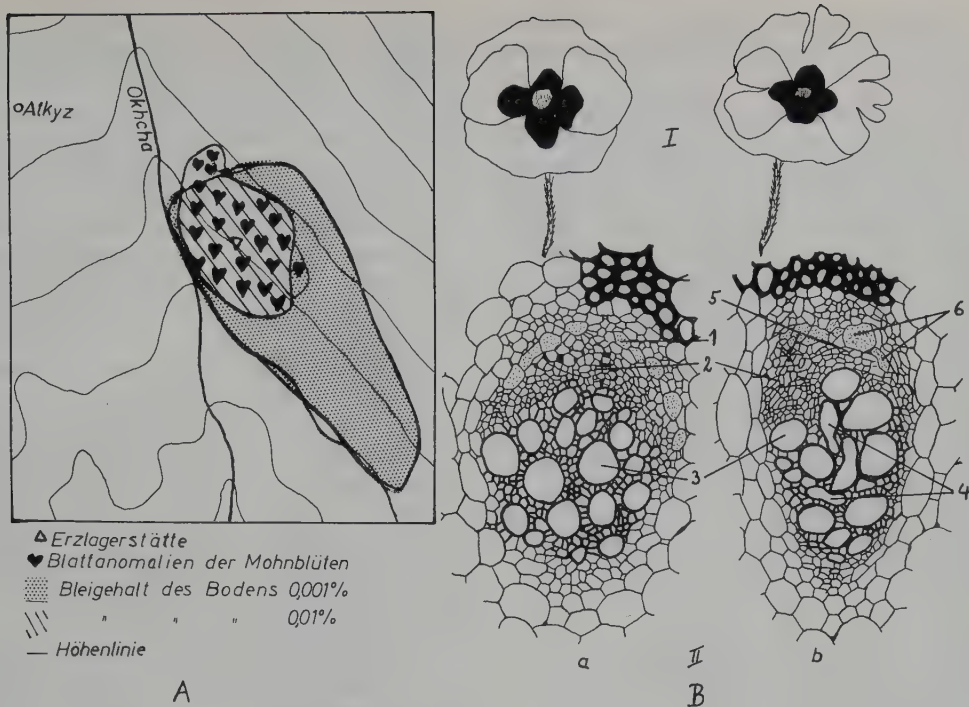 oAtkyz
Okhcha
Erzlagerstätte
Blattanomalien der Mohnblüten
Bleigehalt des Bodens 0,001%
" " " 0,01%
Höhenlinie
A
I
1
2
3
4
5
6
a
II
b
B